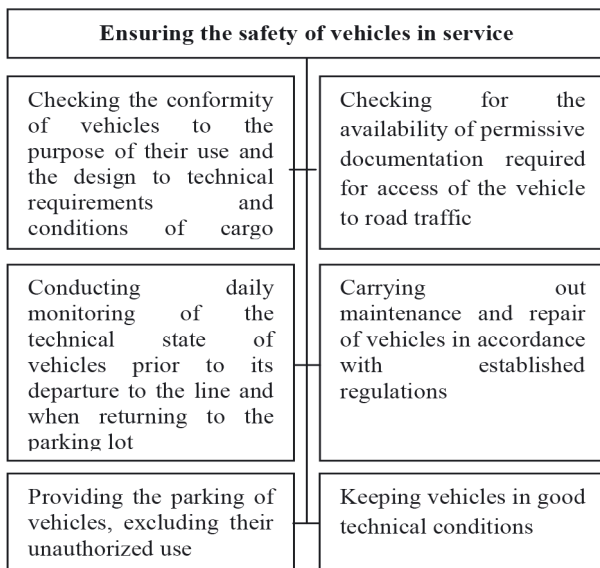 Ensuring the safety of vehicles in service
Checking the conformity
of vehicles to the
purpose of their use and
the design to technical
requirements and
conditions of cargo
Checking for the
availability of permissive
documentation required
for access of the vehicle
to road traffic
Conducting daily
monitoring of the
technical state of
vehicles prior to its
departure to the line and
when returning to the
parking lot
Carrying out
maintenance and repair
of vehicles in accordance
with established
regulations
Providing the parking of
vehicles, excluding their
unauthorized use
Keeping vehicles in good
technical conditions